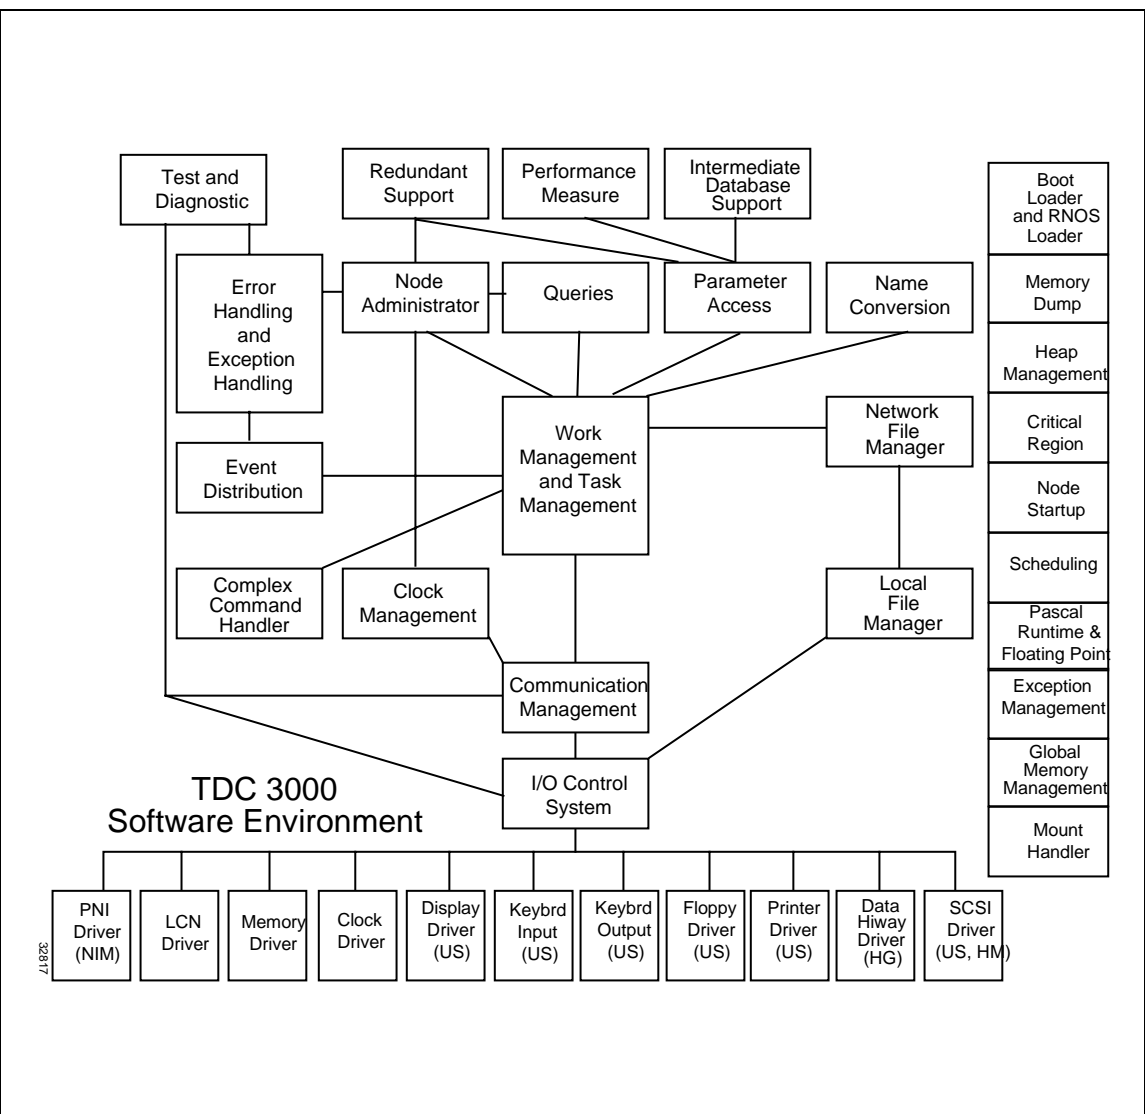 Test and
Diagnostic
Redundant
Support
Performance
Measure
Intermediate
Database
Support
Boot
Loader
and RNOS
Loader
Error
Handling
and
Exception
Handling
Node
Administrator
Queries
Parameter
Access
Name
Conversion
Memory
Dump
Heap
Management
Work
Management
and Task
Management
Network
File
Manager
Critical
Region
Event
Distribution
Node
Startup
Complex
Command
Handler
Clock
Management
Local
File
Manager
Scheduling
Pascal
Runtime &
Floating Point
Communication
Management
Exception
Management
I/O Control
System
Global
Memory
Management
TDC 3000
Software Environment
Mount
Handler
PNI
Driver
(NIM)
LCN
Driver
Memory
Driver
Clock
Driver
Display
Driver
(US)
Keybrd
Input
(US)
Keybrd
Output
(US)
Floppy
Driver
(US)
Printer
Driver
(US)
Data
Hiway
Driver
(HG)
SCSI
Driver
(US, HM)
32817